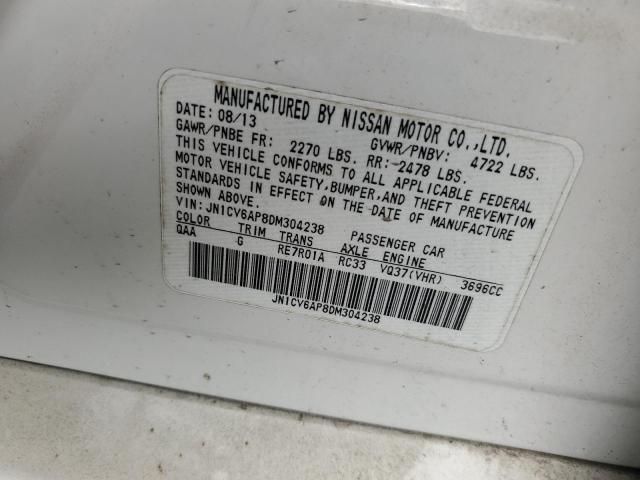 MANUFACTURED BY NISSAN MOTOR CO.,LTD.
DATE: 08/13 GVWR/PNBV: 4722 LBS.
GAWR/PNBE FR: 2270 LBS. RR: 2478 LBS.
THIS VEHICLE CONFORMS TO ALL APPLICABLE FEDERAL
MOTOR VEHICLE SAFETY,BUMPER,AND THEFT PREVENTION
STANDARDS IN EFFECT ON THE DATE OF MANUFACTURE
SHOWN ABOVE.
VIN: JN1CV6AP8DM304238 PASSENGER CAR
COLOR TRIM TRANS AXLE ENGINE
QAA G RE7R01A RC33 VQ37(VHR) 3696CC
JN1CV6AP8DM304238